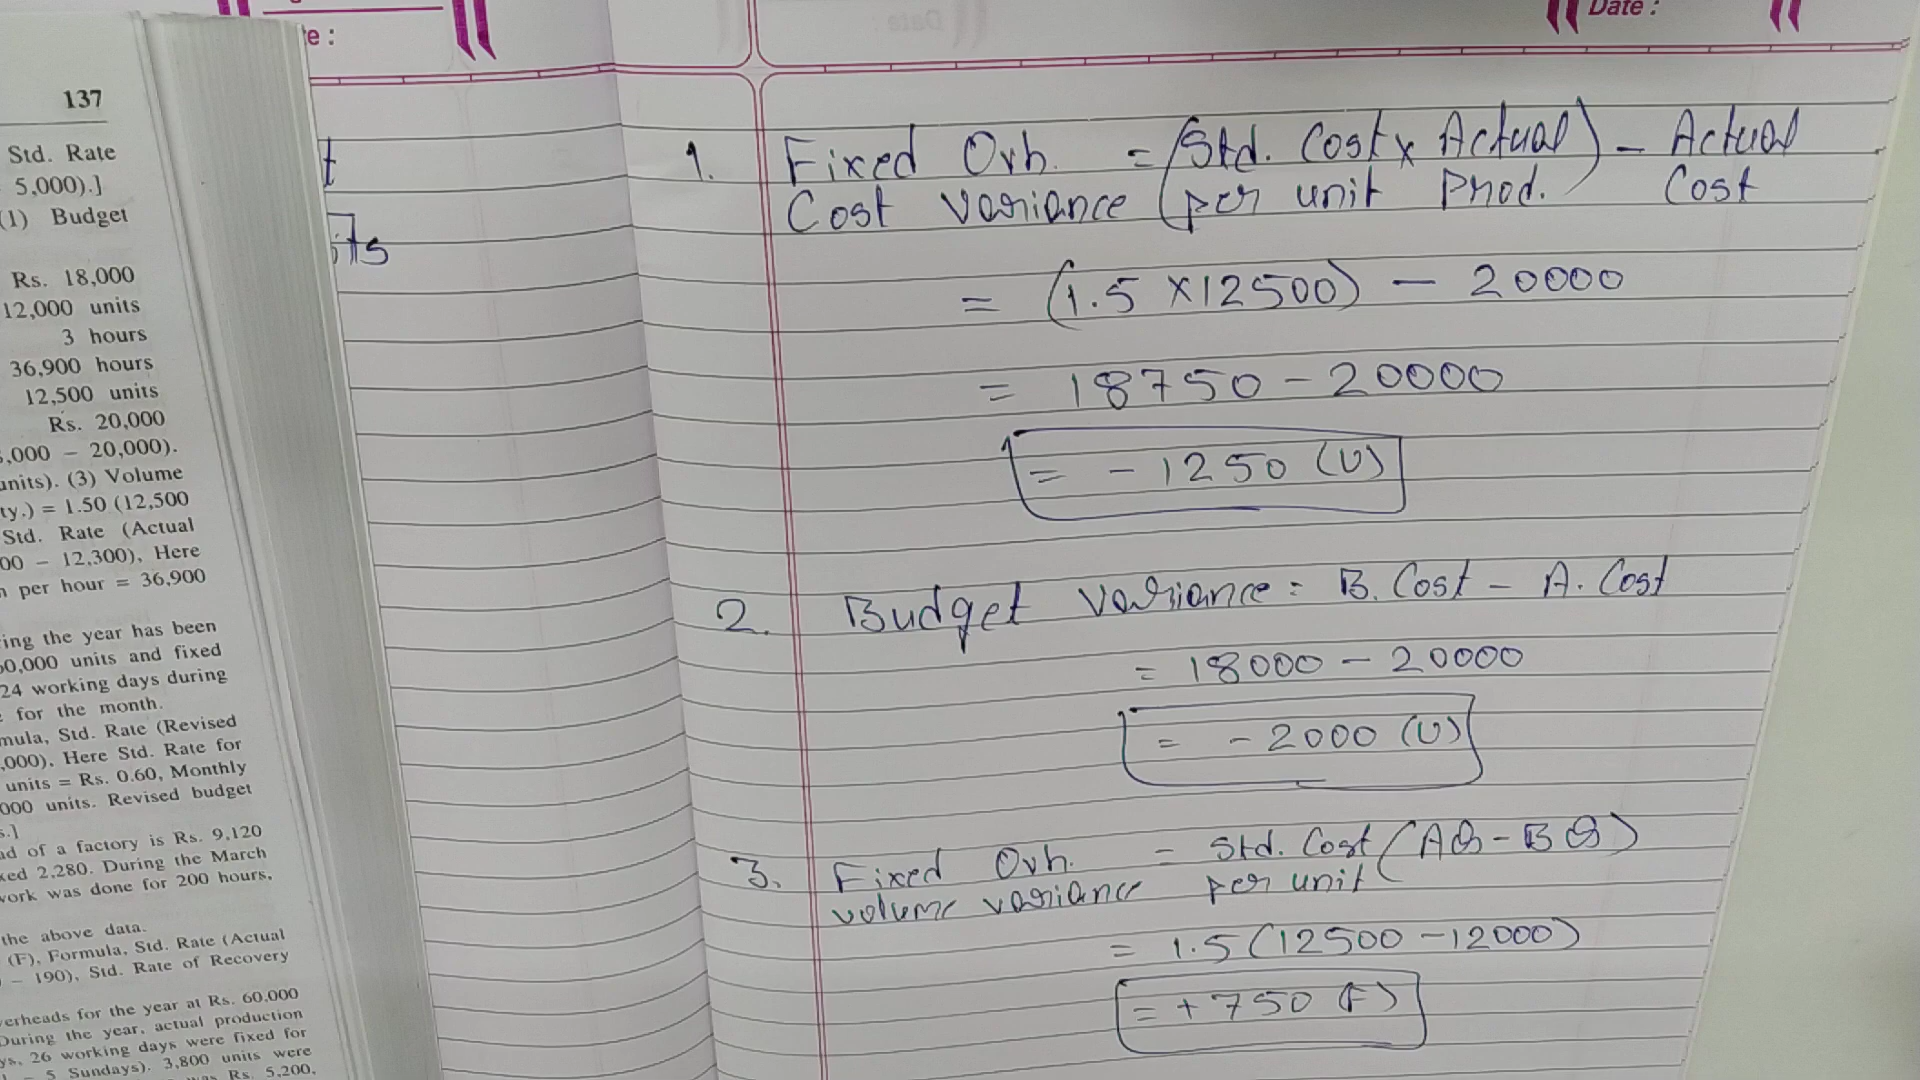 137
Std. Rate
5,000).]
(1) Budget
Rs. 18,000
12,000 units
3 hours
36,900 hours
12,500 units
Rs. 20,000
,000 – 20,000).
units). (3) Volume
ty.) = 1.50 (12,500
Std. Rate (Actual
00 – 12,300), Here
per hour = 36,900
ing the year has been
0,000 units and fixed
24 working days during
for the month.
mula, Std. Rate (Revised
,000), Here Std. Rate for
units = Rs. 0.60, Monthly
000 units. Revised budget
s.]
ad of a factory is Rs. 9,120
xed 2,280. During the March
work was done for 200 hours,
the above data.
(F), Formula, Std. Rate (Actual
– 190), Std. Rate of Recovery
verheads for the year at Rs. 60,000
During the year, actual production
ys, 26 working days were fixed for
– 5 Sundays). 3,800 units were
was Rs. 5,200,
e :
t
its
Date :
1. Fixed Ovh. = (Std. Cost x Actual) - Actual
Cost Variance (per unit Prod. Cost
= (1.5 x 12500) - 20000
= 18750 - 20000
= - 1250 (U)
2. Budget Variance = B. Cost - A. Cost
= 18000 - 20000
= - 2000 (U)
3. Fixed Ovh. = Std. Cost (AQ - BQ)
volume variance per unit
= 1.5 (12500 - 12000)
= + 750 (F)